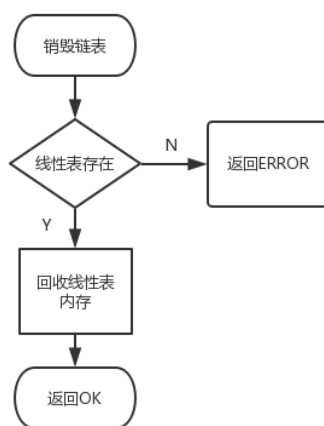 销毁链表
线性表存在
N
返回ERROR
Y
回收线性表
内存
返回OK